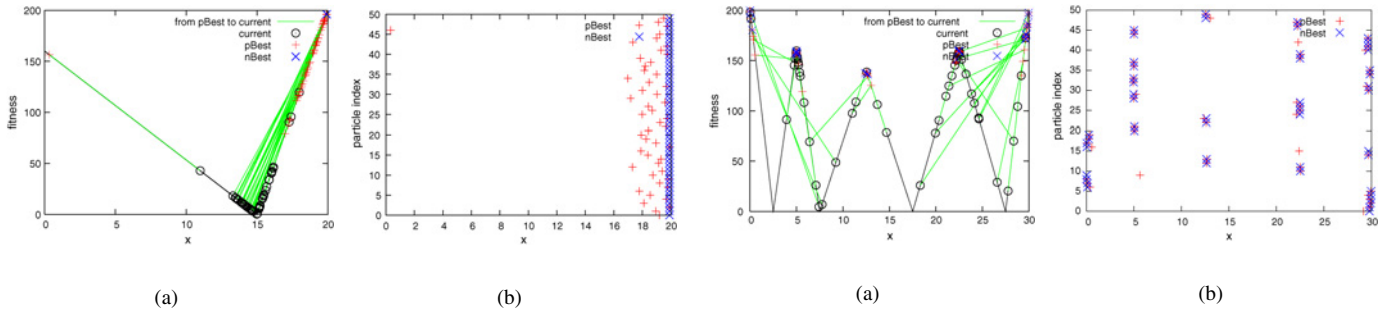 from pBest to current
current
pBest
nBest
fitness
200
150
100
50
0
0 5 10 15 20
x
(a)
pBest
nBest
particle index
50
45
40
35
30
25
20
15
10
5
0
0 2 4 6 8 10 12 14 16 18 20
x
(b)
from pBest to current
current
pBest
nBest
fitness
200
150
100
50
0
0 5 10 15 20 25 30
x
(a)
pBest
nBest
particle index
50
45
40
35
30
25
20
15
10
5
0
0 5 10 15 20 25 30
x
(b)